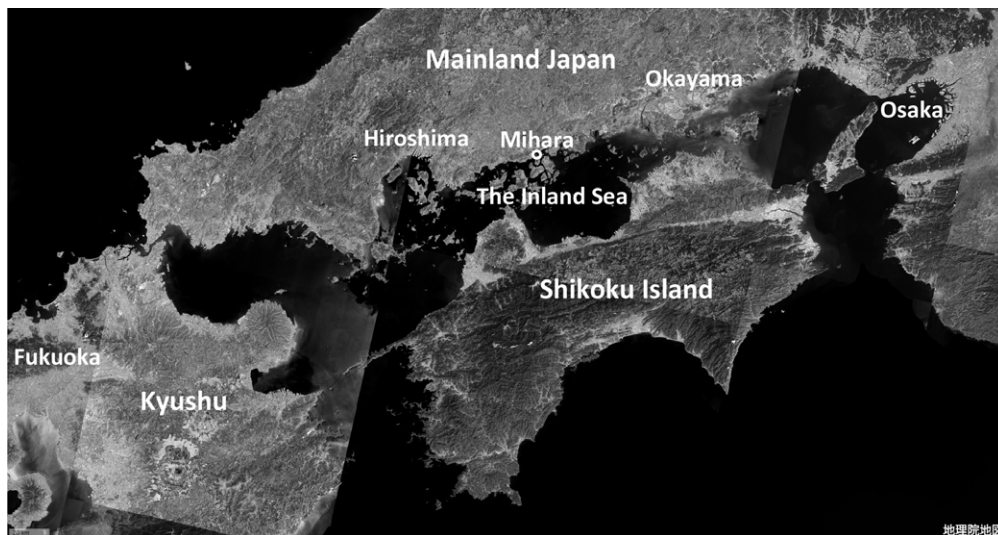 Mainland Japan
Okayama
Osaka
Hiroshima
Mihara
The Inland Sea
Shikoku Island
Fukuoka
Kyushu
地理院地図